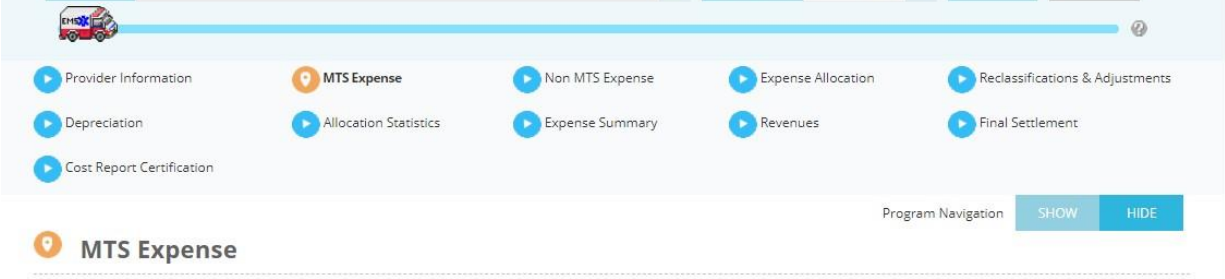 EMS
Provider Information MTS Expense Non MTS Expense Expense Allocation Reclassifications & Adjustments
Depreciation Allocation Statistics Expense Summary Revenues Final Settlement
Cost Report Certification
Program Navigation SHOW HIDE
MTS Expense